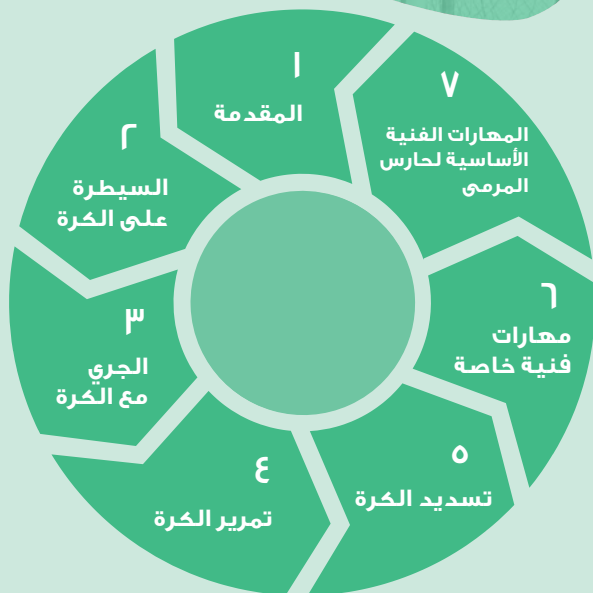 ١
المقدمة
٢
السيطرة
على الكرة
٣
الجري
مع الكرة
٤
تمرير الكرة
٥
تسديد الكرة
٦
مهارات
فنية خاصة
٧
المهارات الفنية
الأساسية لحارس
المرمى